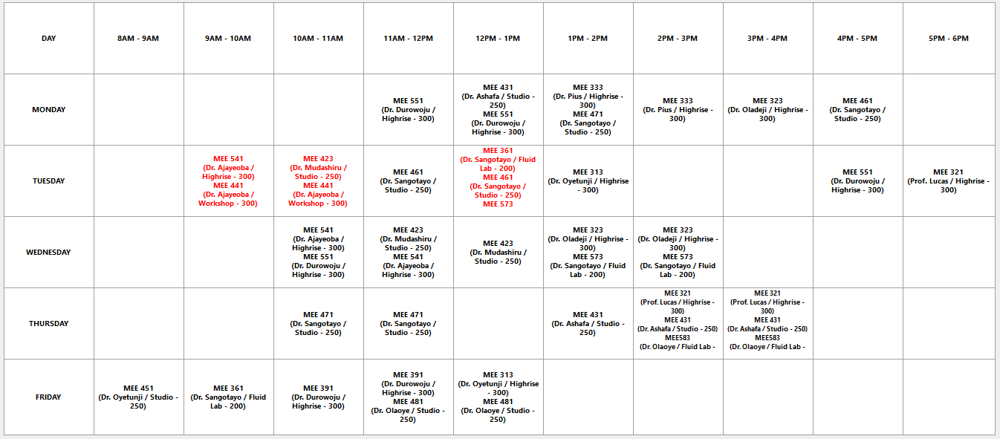 DAY
8AM - 9AM
9AM - 10AM
10AM - 11AM
11AM - 12PM
12PM - 1PM
1PM - 2PM
2PM - 3PM
3PM - 4PM
4PM - 5PM
5PM - 6PM
MONDAY
MEE 551
(Dr. Durowoju /
Highrise - 300)
MEE 431
(Dr. Ashafa / Studio -
250)
MEE 551
(Dr. Durowoju /
Highrise - 300)
MEE 333
(Dr. Pius / Highrise -
300)
MEE 471
(Dr. Sangotayo /
Studio - 250)
MEE 333
(Dr. Pius / Highrise -
300)
MEE 323
(Dr. Oladeji / Highrise -
300)
MEE 461
(Dr. Sangotayo /
Studio - 250)
TUESDAY
MEE 541
(Dr. Ajayeoba /
Highrise - 300)
MEE 441
(Dr. Ajayeoba /
Workshop - 300)
MEE 423
(Dr. Mudashiru /
Studio - 250)
MEE 441
(Dr. Ajayeoba /
Workshop - 300)
MEE 461
(Dr. Sangotayo /
Studio - 250)
MEE 361
(Dr. Sangotayo / Fluid
Lab - 200)
MEE 461
(Dr. Sangotayo /
Studio - 250)
MEE 573
MEE 313
(Dr. Oyetunji / Highrise
- 300)
MEE 551
(Dr. Durowoju /
Highrise - 300)
MEE 321
(Prof. Lucas / Highrise -
300)
WEDNESDAY
MEE 541
(Dr. Ajayeoba /
Highrise - 300)
MEE 551
(Dr. Durowoju /
Highrise - 300)
MEE 423
(Dr. Mudashiru /
Studio - 250)
MEE 541
(Dr. Ajayeoba /
Highrise - 300)
MEE 423
(Dr. Mudashiru /
Studio - 250)
MEE 323
(Dr. Oladeji / Highrise -
300)
MEE 573
(Dr. Sangotayo / Fluid
Lab - 200)
MEE 323
(Dr. Oladeji / Highrise -
300)
MEE 573
(Dr. Sangotayo / Fluid
Lab - 200)
THURSDAY
MEE 471
(Dr. Sangotayo /
Studio - 250)
MEE 471
(Dr. Sangotayo /
Studio - 250)
MEE 431
(Dr. Ashafa / Studio -
250)
MEE 321
(Prof. Lucas / Highrise -
300)
MEE 431
(Dr. Ashafa / Studio - 250)
MEE583
(Dr. Olaoye / Fluid Lab -
MEE 321
(Prof. Lucas / Highrise -
300)
MEE 431
(Dr. Ashafa / Studio - 250)
MEE583
(Dr. Olaoye / Fluid Lab -
FRIDAY
MEE 451
(Dr. Oyetunji / Studio -
250)
MEE 361
(Dr. Sangotayo / Fluid
Lab - 200)
MEE 391
(Dr. Durowoju /
Highrise - 300)
MEE 391
(Dr. Durowoju /
Highrise - 300)
MEE 481
(Dr. Olaoye / Studio -
250)
MEE 313
(Dr. Oyetunji / Highrise
- 300)
MEE 481
(Dr. Olaoye / Studio -
250)